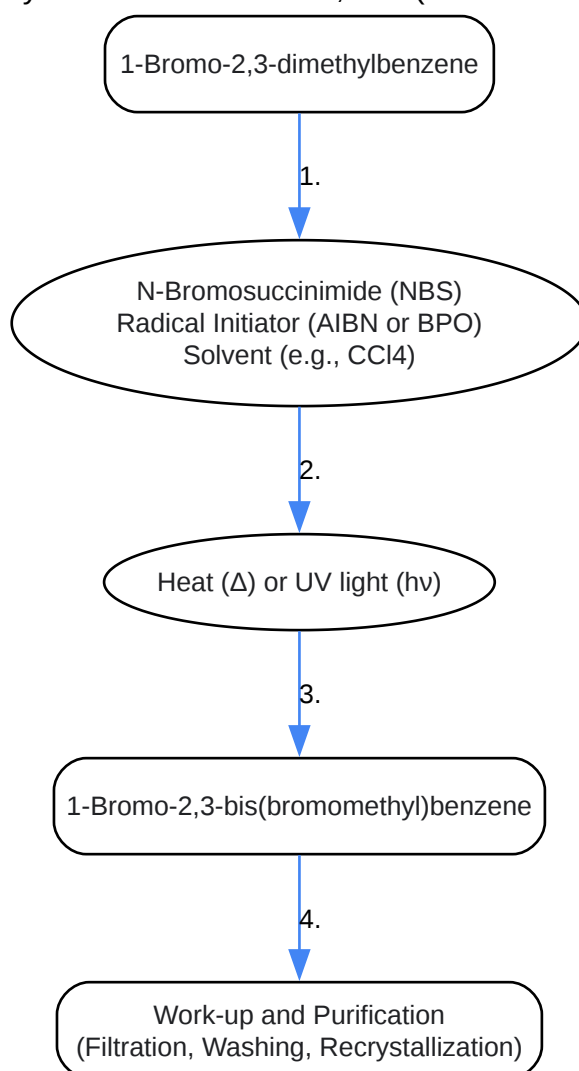 1-Bromo-2,3-dimethylbenzene
1.
N-Bromosuccinimide (NBS)
Radical Initiator (AIBN or BPO)
Solvent (e.g., CCl4)
2.
Heat (Δ) or UV light (hν)
3.
1-Bromo-2,3-bis(bromomethyl)benzene
4.
Work-up and Purification
(Filtration, Washing, Recrystallization)